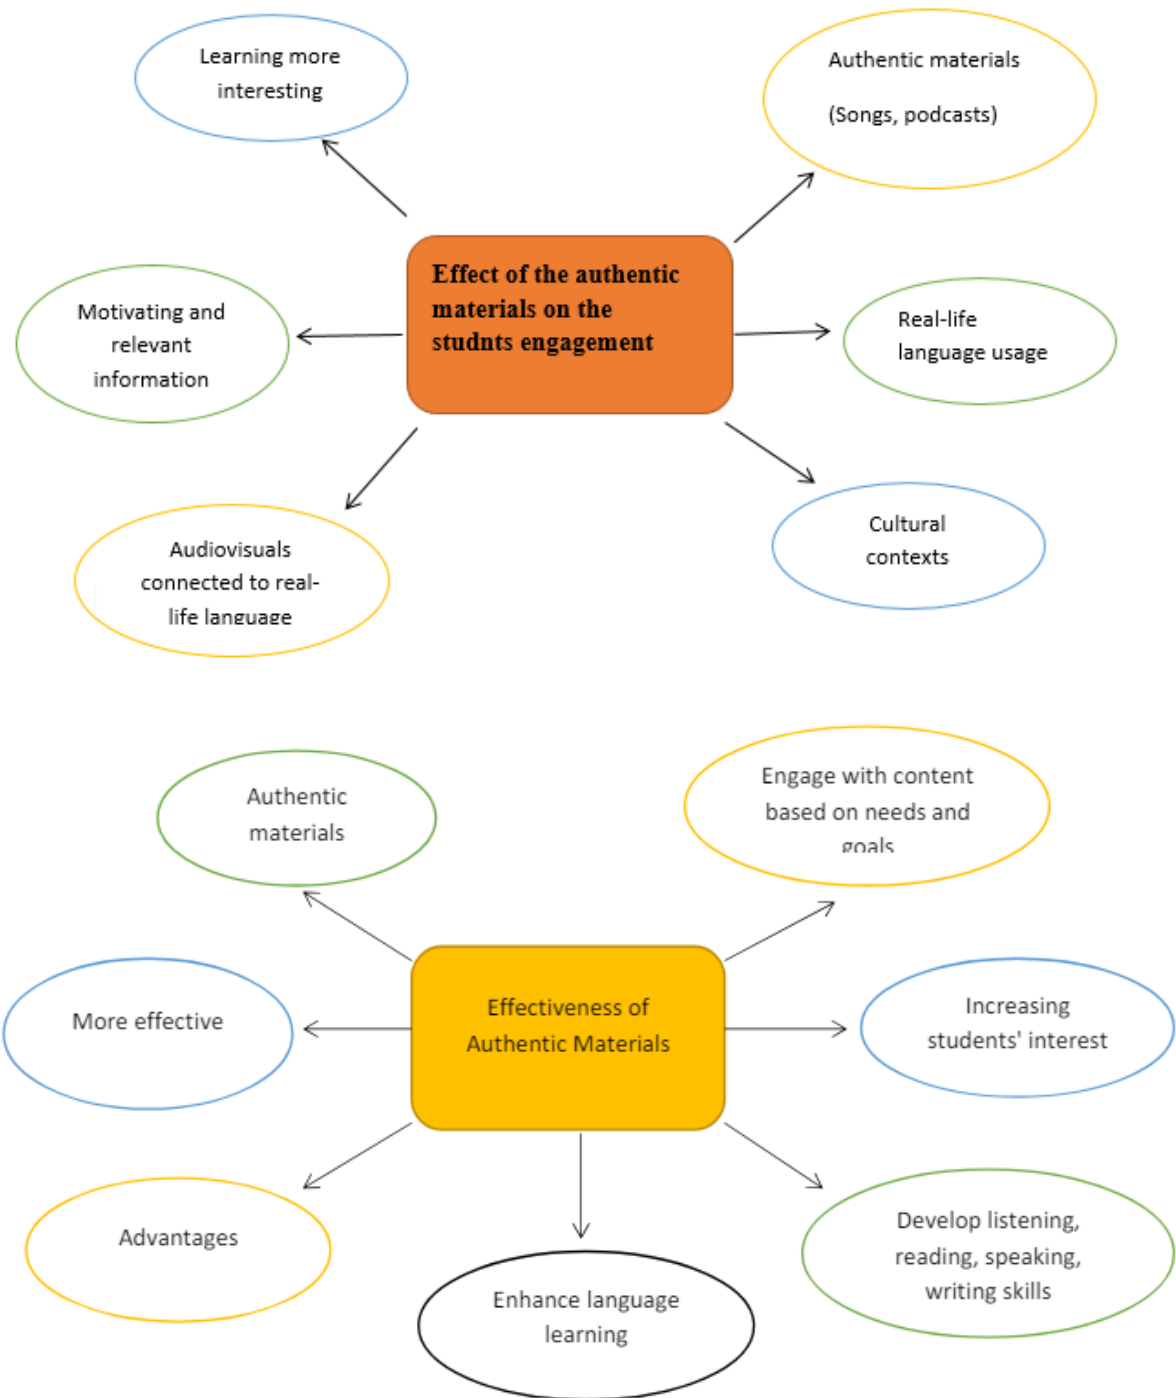 Learning more
interesting
Authentic materials
(Songs, podcasts)
Effect of the authentic
materials on the
studnts engagement
Motivating and
relevant
information
Real-life
language usage
Audiovisuals
connected to real-
life language
Cultural
contexts
Authentic
materials
Engage with content
based on needs and
goals
Effectiveness of
Authentic Materials
More effective
Increasing
students' interest
Advantages
Enhance language
learning
Develop listening,
reading, speaking,
writing skills